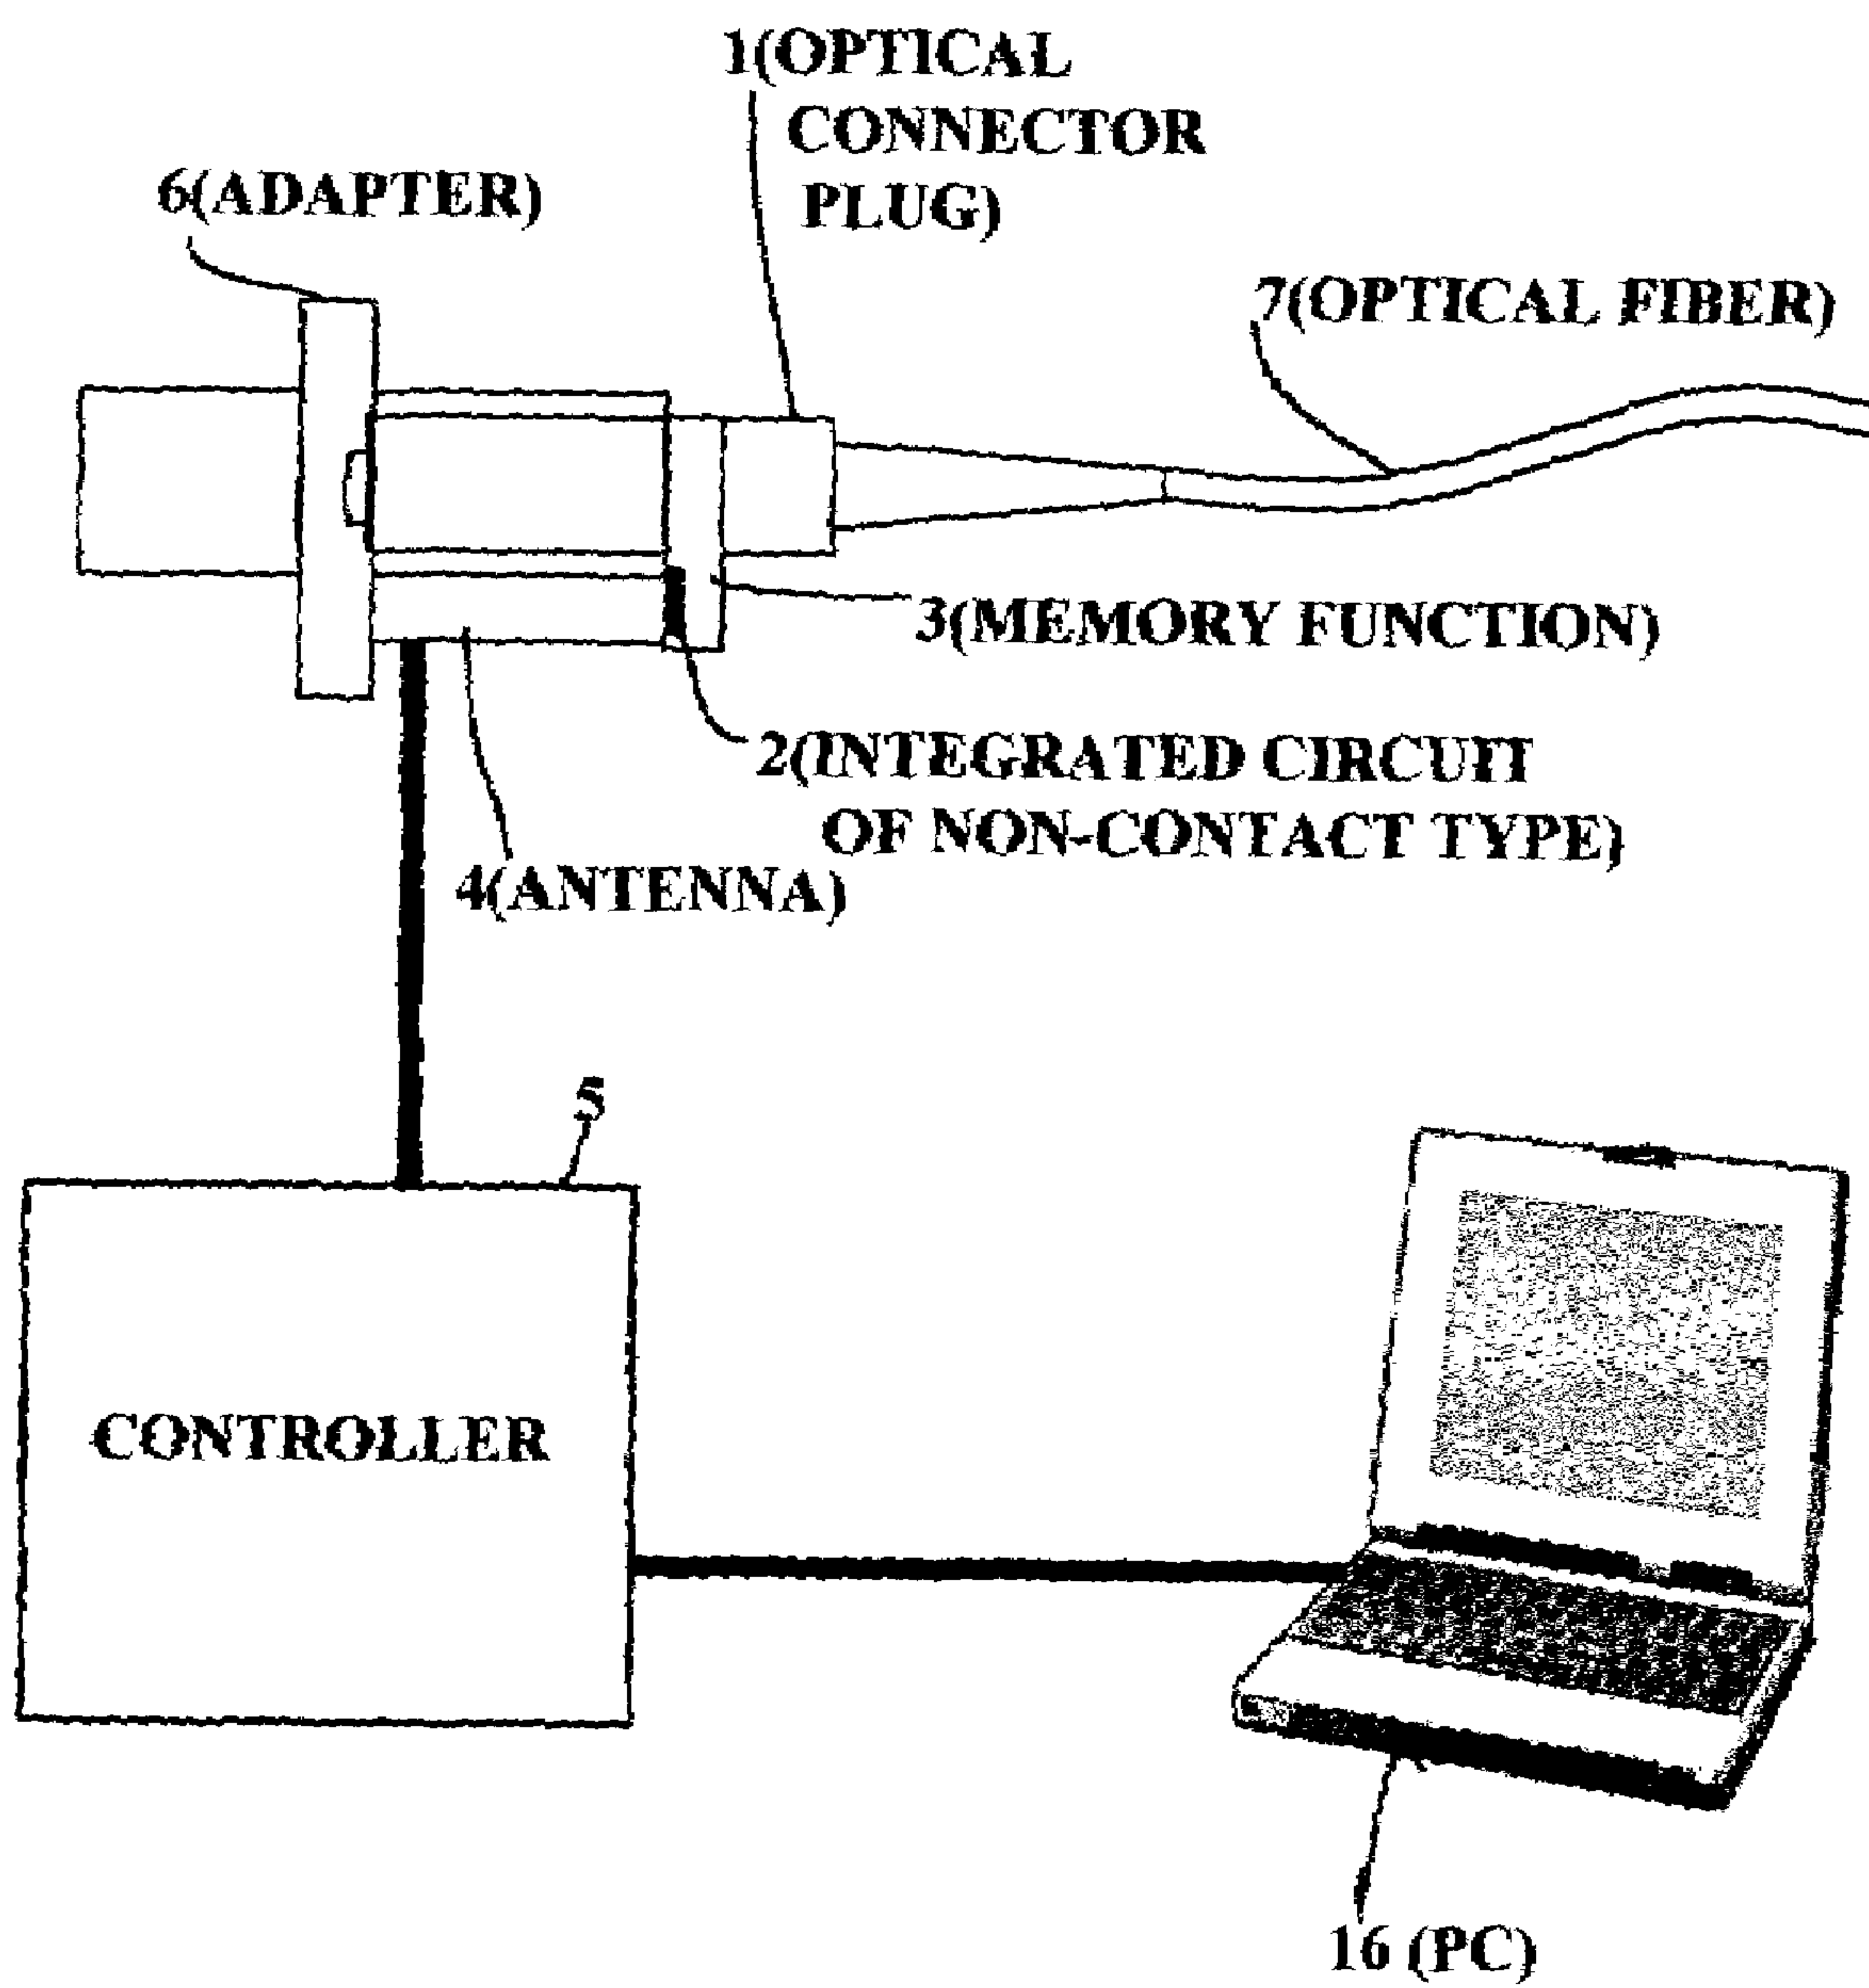 1(OPTICAL
CONNECTOR
PLUG)
6(ADAPTER)
7(OPTICAL FIBER)
3(MEMORY FUNCTION)
2(INTEGRATED CIRCUIT
OF NON-CONTACT TYPE)
4(ANTENNA)
5
CONTROLLER
16 (PC)